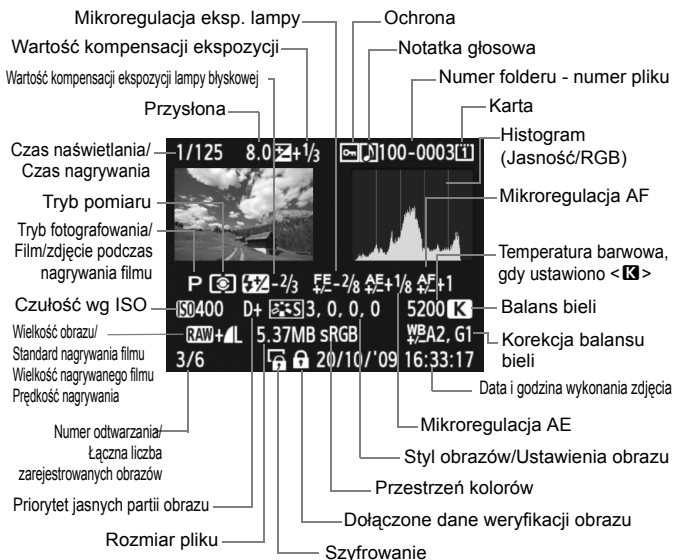 Mikroregulacja eksp. lampy
Ochrona
Wartość kompensacji ekspozycji
Notatka głosowa
Wartość kompensacji ekspozycji lampy błyskowej
Numer folderu - numer pliku
Przysłona
Karta
Histogram
(Jasność/RGB)
Czas naświetlania/
Czas nagrywania
1/125 8.0 +1/3 100-0003
Mikroregulacja AF
Tryb pomiaru
Tryb fotografowania/
Film/zdjęcie podczas
nagrywania filmu
Temperatura barwowa,
gdy ustawiono <K>
P -2/3 FE+/- -2/8 AE+/- +1/8 AF+/- +1
Czułość wg ISO
ISO400 D+ S 3, 0, 0, 0 5200 K
Balans bieli
Wielkość obrazu/
Standard nagrywania filmu
Wielkość nagrywanego filmu
Prędkość nagrywania
RAW+L 5.37MB sRGB WB+/- A2, G1
Korekcja balansu
bieli
3/6 20/10/'09 16:33:17
Data i godzina wykonania zdjęcia
Numer odtwarzania/
Łączna liczba
zarejestrowanych obrazów
Mikroregulacja AE
Styl obrazów/Ustawienia obrazu
Priorytet jasnych partii obrazu
Przestrzeń kolorów
Rozmiar pliku
Dołączone dane weryfikacji obrazu
Szyfrowanie